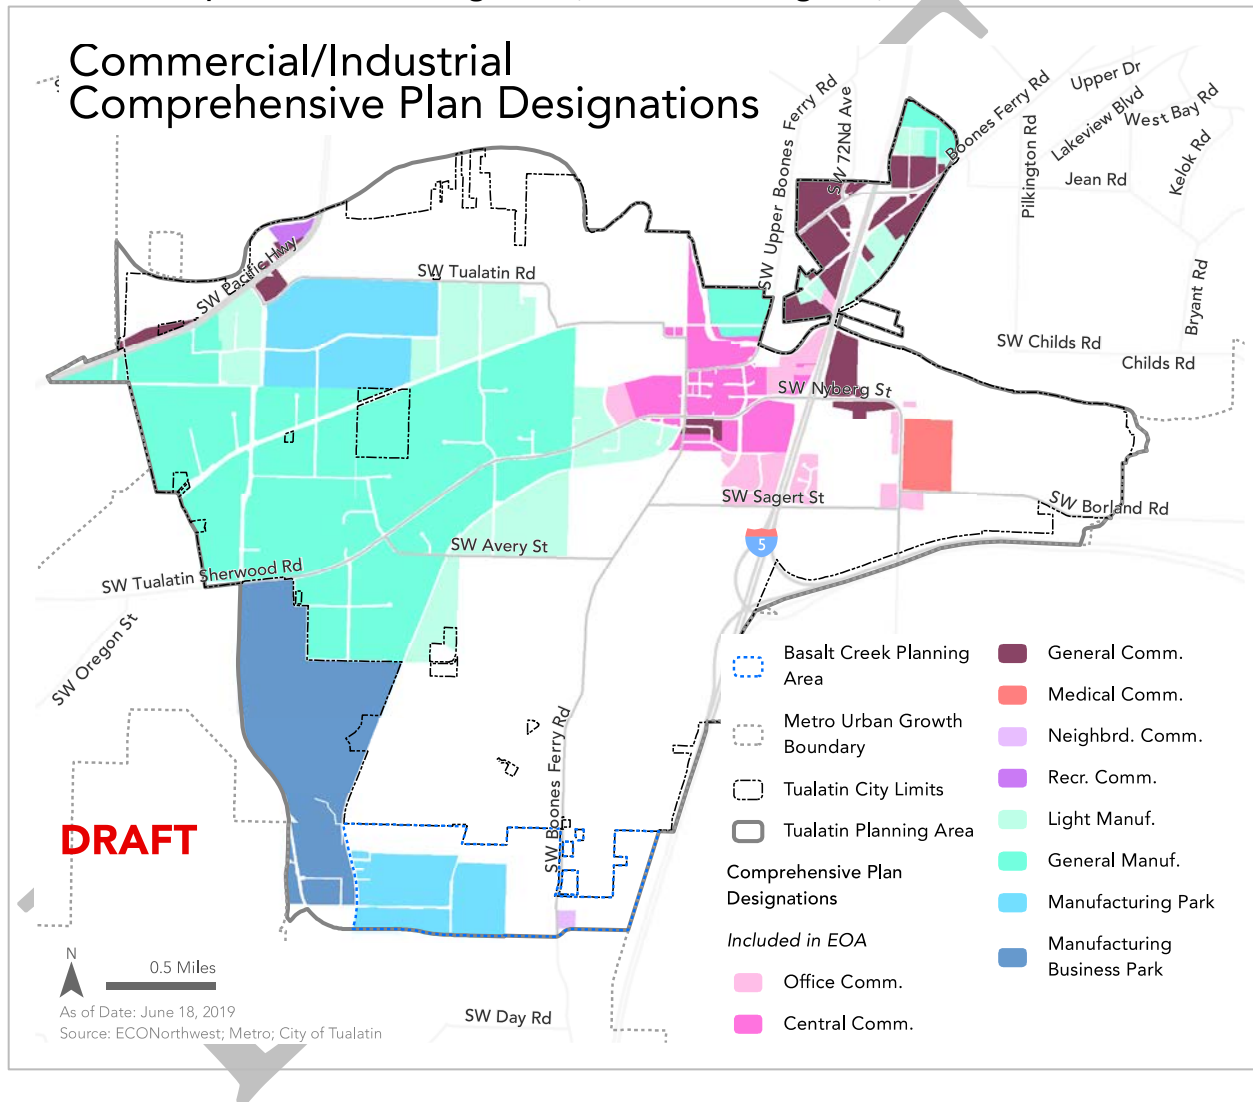 Commercial/Industrial
Comprehensive Plan Designations
SW Upper Boones Ferry Rd
SW 72Nd Ave
Boones Ferry Rd
Upper Dr
Lakeview Blvd
West Bay Rd
Pilkington Rd
Kelok Rd
Jean Rd
Bryant Rd
SW Pacific Hwy
SW Tualatin Rd
SW Childs Rd
Childs Rd
SW Nyberg St
SW Sagert St
SW Borland Rd
5
SW Avery St
SW Tualatin Sherwood Rd
SW Oregon St
SW Boones Ferry Rd
SW Day Rd
DRAFT
N
0.5 Miles
As of Date: June 18, 2019
Source: ECONorthwest; Metro; City of Tualatin
Basalt Creek Planning
Area
Metro Urban Growth
Boundary
Tualatin City Limits
Tualatin Planning Area
Comprehensive Plan
Designations
Included in EOA
Office Comm.
Central Comm.
General Comm.
Medical Comm.
Neighbrd. Comm.
Recr. Comm.
Light Manuf.
General Manuf.
Manufacturing Park
Manufacturing
Business Park